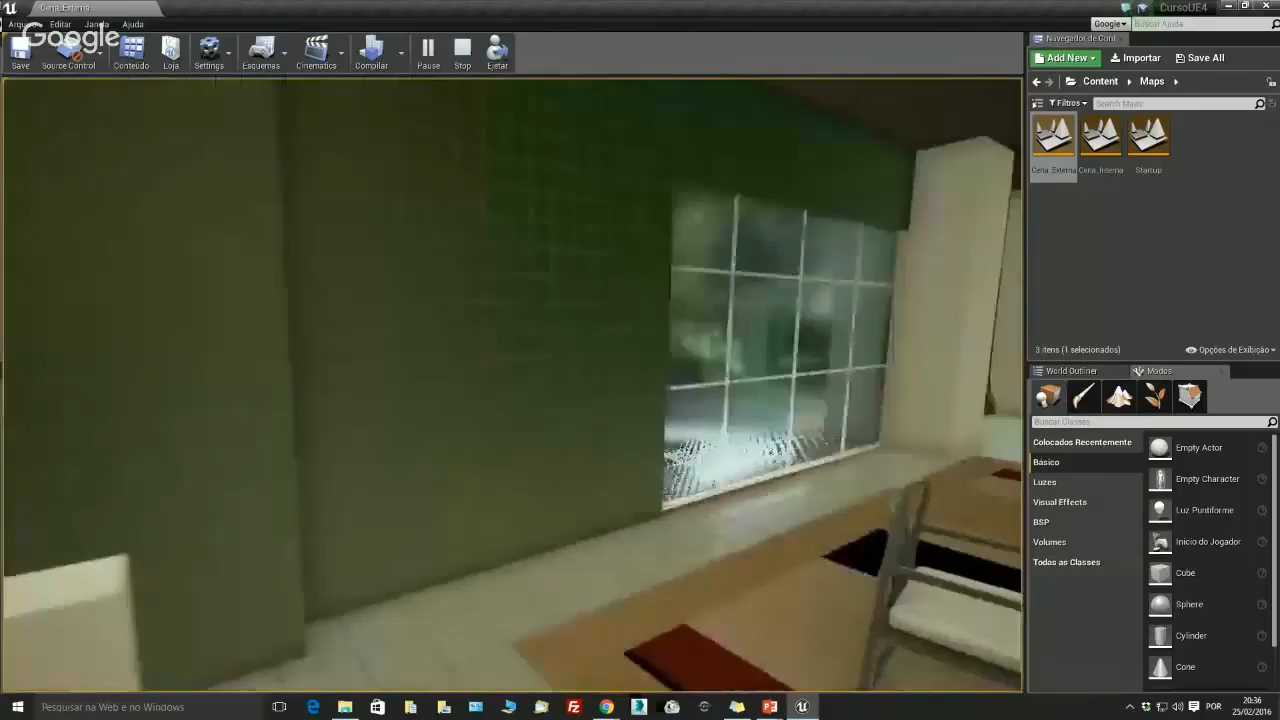 Cena_Externa
CursoUE4
Editar
Ajuda
Google
Google
Buscar Ajuda
Save
Source Control
Conteúdo
Loja
Settings
Esquemas
Cinematics
Compilar
Pause
Stop
Ejetar
Navegador de Cont
Add New
Importar
Save All
Content
Maps
Filtros
Search Maps
Cena_Externa
Cena_Interna
Startup
3 itens (1 selecionados)
Opções de Exibição
World Outliner
Modos
Buscar Classes
Colocados Recentemente
Básico
Luzes
Visual Effects
BSP
Volumes
Todas as Classes
Empty Actor
Empty Character
Luz Puntiforme
Início do Jogador
Cube
Sphere
Cylinder
Cone
Pesquisar na Web e no Windows
POR
20:36
25/02/2016